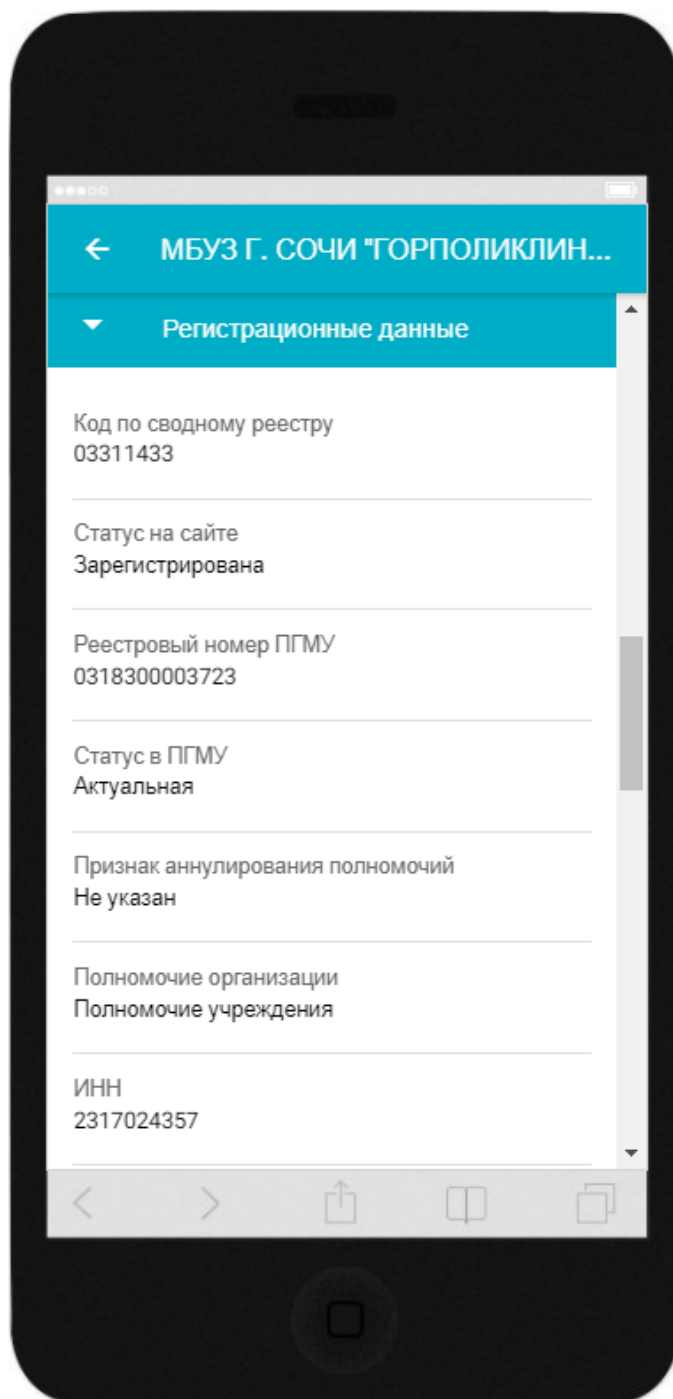 МБУЗ Г. СОЧИ "ГОРПОЛИКЛИН...
Регистрационные данные
Код по сводному реестру
03311433
Статус на сайте
Зарегистрирована
Реестровый номер ПГМУ
0318300003723
Статус в ПГМУ
Актуальная
Признак аннулирования полномочий
Не указан
Полномочие организации
Полномочие учреждения
ИНН
2317024357